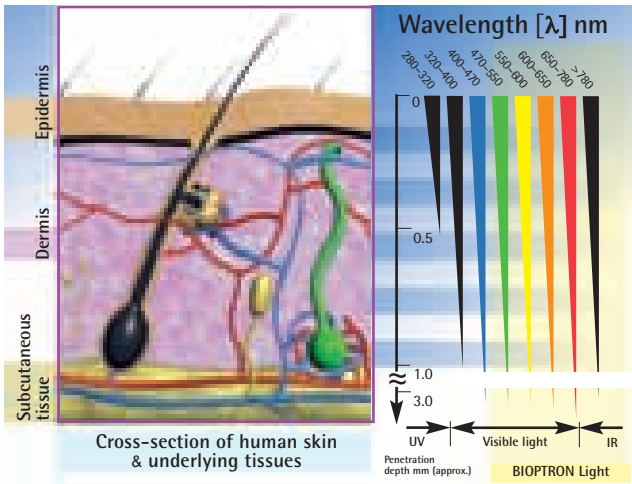 Epidermis
Dermis
Subcutaneous
tissue
Cross-section of human skin
& underlying tissues
Wavelength [λ] nm
280–320
320–400
400–470
470–550
550–600
600–650
650–780
>780
0
0.5
1.0
≈
3.0
UV
Visible light
IR
Penetration
depth mm (approx.)
BIOPTRON Light